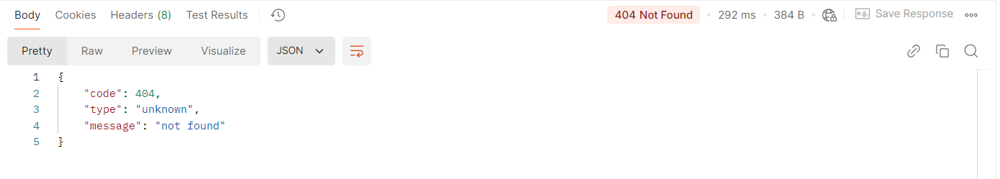 Body Cookies Headers (8) Test Results 404 Not Found 292 ms 384 B e.g. Save Response
Pretty Raw Preview Visualize JSON
1 {
2 "code": 404,
3 "type": "unknown",
4 "message": "not found"
5 }